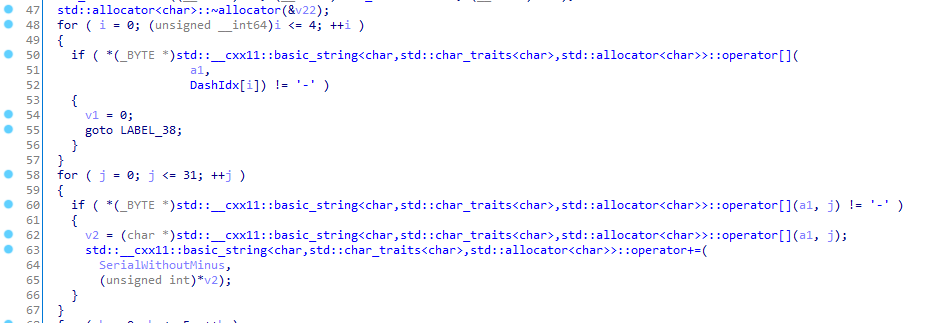 47 std::allocator<char>::~allocator(&v22);
48 for ( i = 0; (unsigned __int64)i <= 4; ++i )
49 {
50 if ( *(_BYTE *)std::__cxx11::basic_string<char,std::char_traits<char>,std::allocator<char>>::operator[](
51 a1,
52 DashIdx[i]) != '-' )
53 {
54 v1 = 0;
55 goto LABEL_38;
56 }
57 }
58 for ( j = 0; j <= 31; ++j )
59 {
60 if ( *(_BYTE *)std::__cxx11::basic_string<char,std::char_traits<char>,std::allocator<char>>::operator[](a1, j) != '-' )
61 {
62 v2 = (char *)std::__cxx11::basic_string<char,std::char_traits<char>,std::allocator<char>>::operator[](a1, j);
63 std::__cxx11::basic_string<char,std::char_traits<char>,std::allocator<char>>::operator+=(
64 SerialWithoutMinus,
65 (unsigned int)*v2);
66 }
67 }